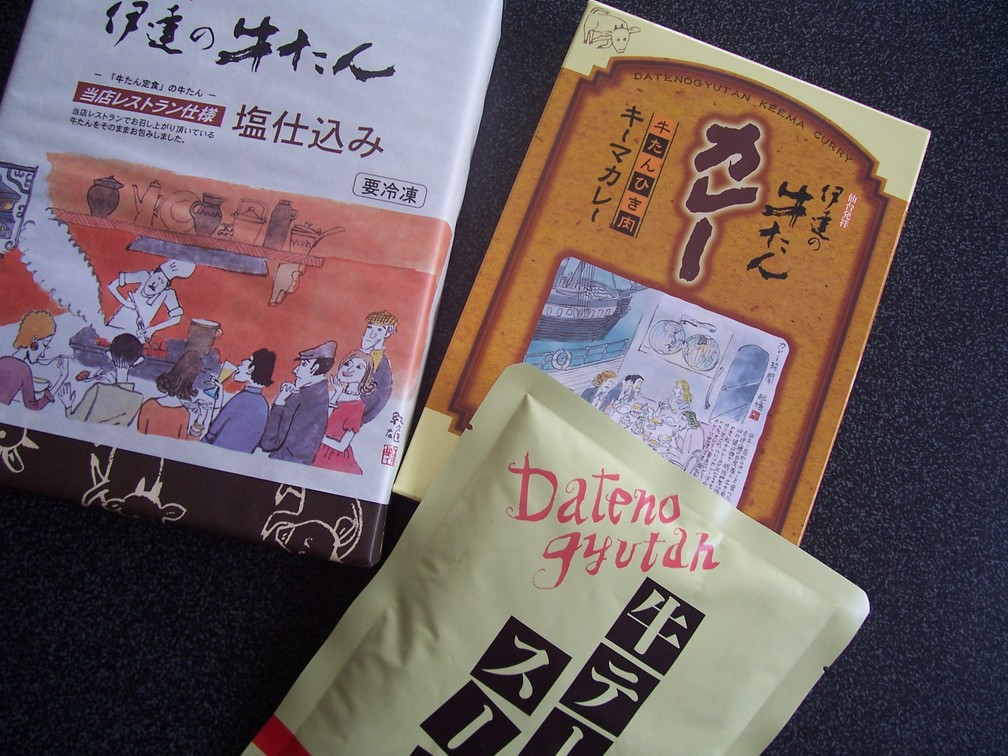 伊達の牛たん
－「牛たん定食」の牛たん－
当店レストラン仕様
塩仕込み
当店レストランでお召し上がり頂いている
牛たんをそのままお包みしました。
要冷凍
DATENOGYUTAN KEEMA CURRY
カレー
牛たんひき肉
キーマカレー
仙台発祥
伊達の
牛たん
Dateno
gyutan
牛テー
スー